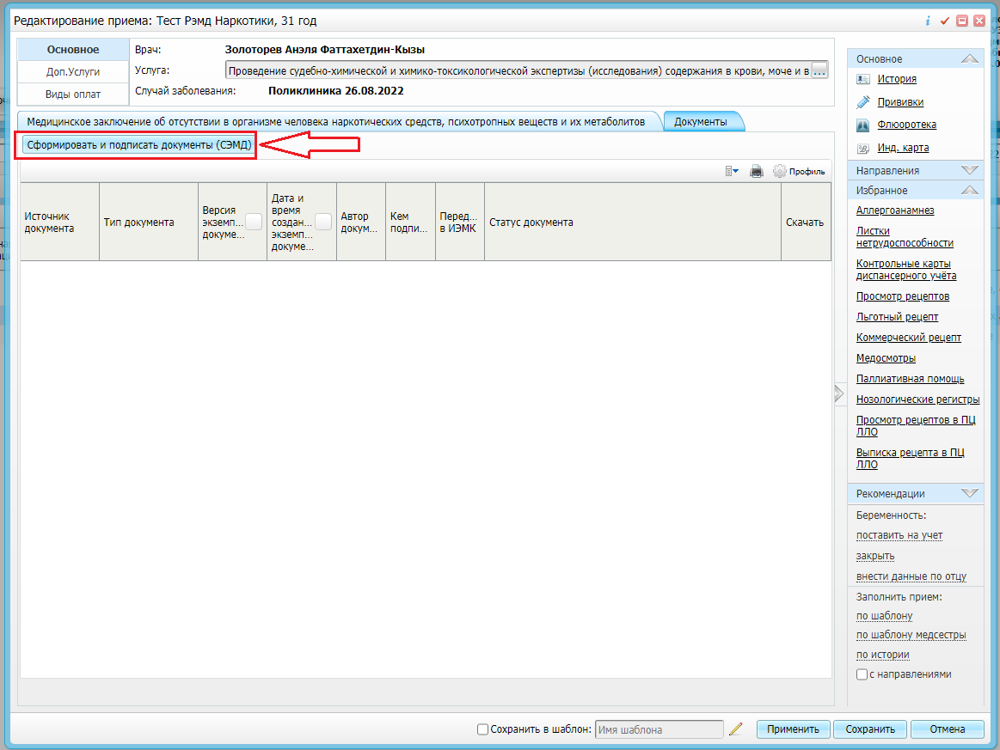 Редактирование приема: Тест Рэмд Наркотики, 31 год
Основное
Доп.Услуги
Виды оплат
Врач: Золоторев Анэля Фаттахетдин-Кызы
Услуга: Проведение судебно-химической и химико-токсикологической экспертизы (исследования) содержания в крови, моче и в ...
Случай заболевания: Поликлиника 26.08.2022
Медицинское заключение об отсутствии в организме человека наркотических средств, психотропных веществ и их метаболитов
Документы
Сформировать и подписать документы (СЭМД)
Профиль
Источник
документа
Тип документа
Версия
экземп...
докуме...
Дата и
время
создан...
экземп...
докуме...
Автор
докум...
Кем
подпи...
Перед...
в ИЭМК
Статус документа
Скачать
Основное
История
Прививки
Флюоротека
Инд. карта
Направления
Избранное
Аллергоанамнез
Листки
нетрудоспособности
Контрольные карты
диспансерного учёта
Просмотр рецептов
Льготный рецепт
Коммерческий рецепт
Медосмотры
Паллиативная помощь
Нозологические регистры
Просмотр рецептов в ПЦ
ЛЛО
Выписка рецепта в ПЦ
ЛЛО
Рекомендации
Беременность:
поставить на учет
закрыть
внести данные по отцу
Заполнить прием:
по шаблону
по шаблону медсестры
по истории
с направлениями
Сохранить в шаблон: Имя шаблона
Применить
Сохранить
Отмена